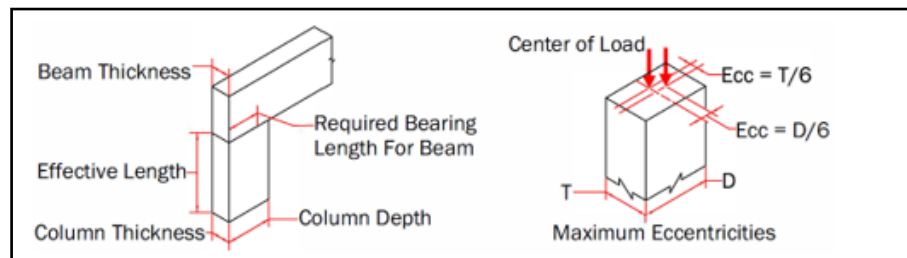 Beam Thickness
Required Bearing
Length For Beam
Effective Length
Column Thickness
Column Depth
Center of Load
Ecc = T/6
Ecc = D/6
T
D
Maximum Eccentricities